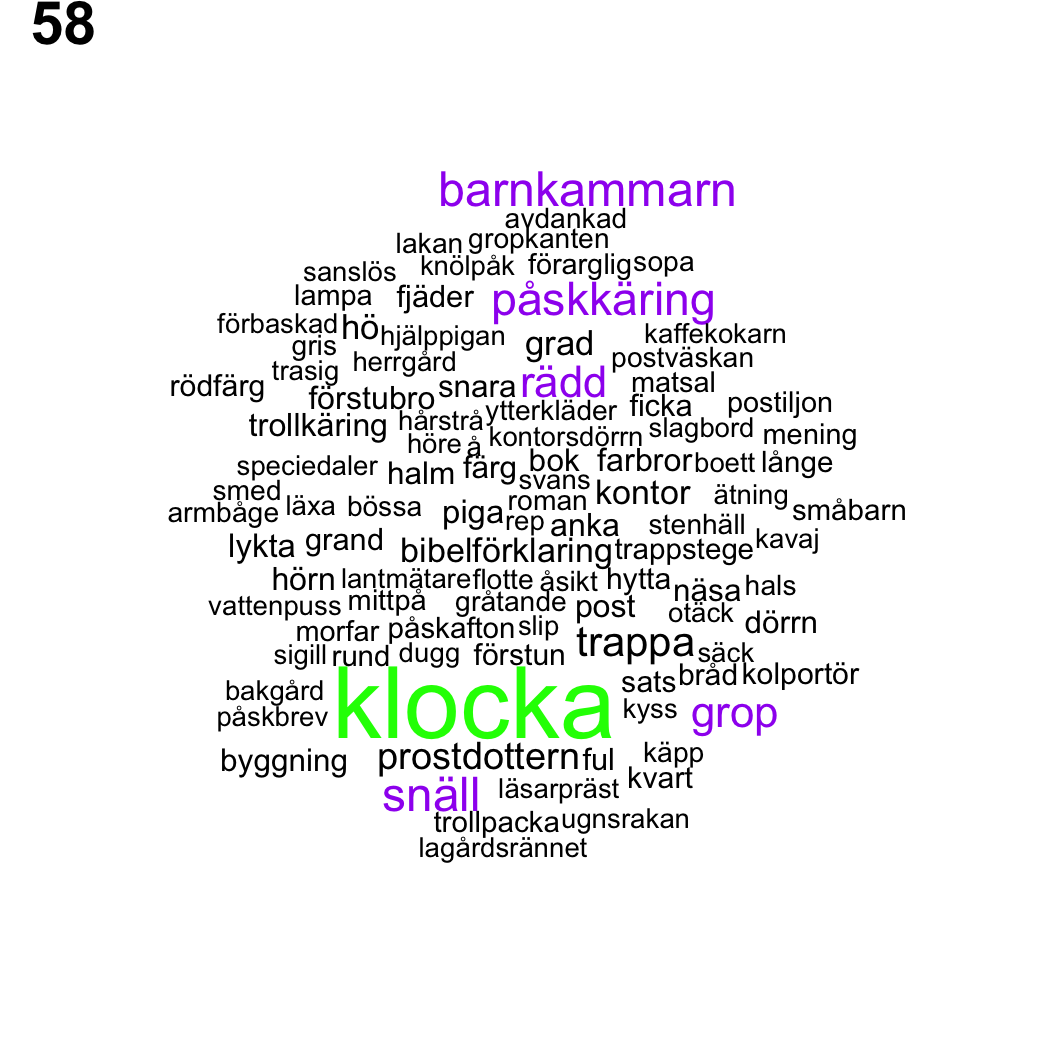 58
barnkammarn
avdankad
lakan gropkanten
sanslös knölpåk förarglig sopa
lampa fjäder påskkäring
förbaskad hö hjälppigan grad kaffekokarn
gris herrgård postväskan
trasig rädd matsal
rödfärg förstubro snara ficka postiljon
trollkäring hårstrå ytterkläder slagbord mening
höre å kontorsdörrn
speciedaler halm färg bok farbror boett långe
smed svans kontor ätning
armbåge läxa bössa piga roman småbarn
rep anka stenhäll
lykta grand bibelförklaring trappstege kavaj
hörn lantmätare flotte åsikt hytta näsa hals
vattenpuss mittpå gråtande post otäck
morfar påskafton slip trappa dörrn
sigill rund dugg förstun säck
bakgård klocka sats bråd kolportör
påskbrev kyss grop
byggning prostdottern ful käpp
snäll läsarpräst kvart
trollpacka ugnsrakan
lagårdsrännet